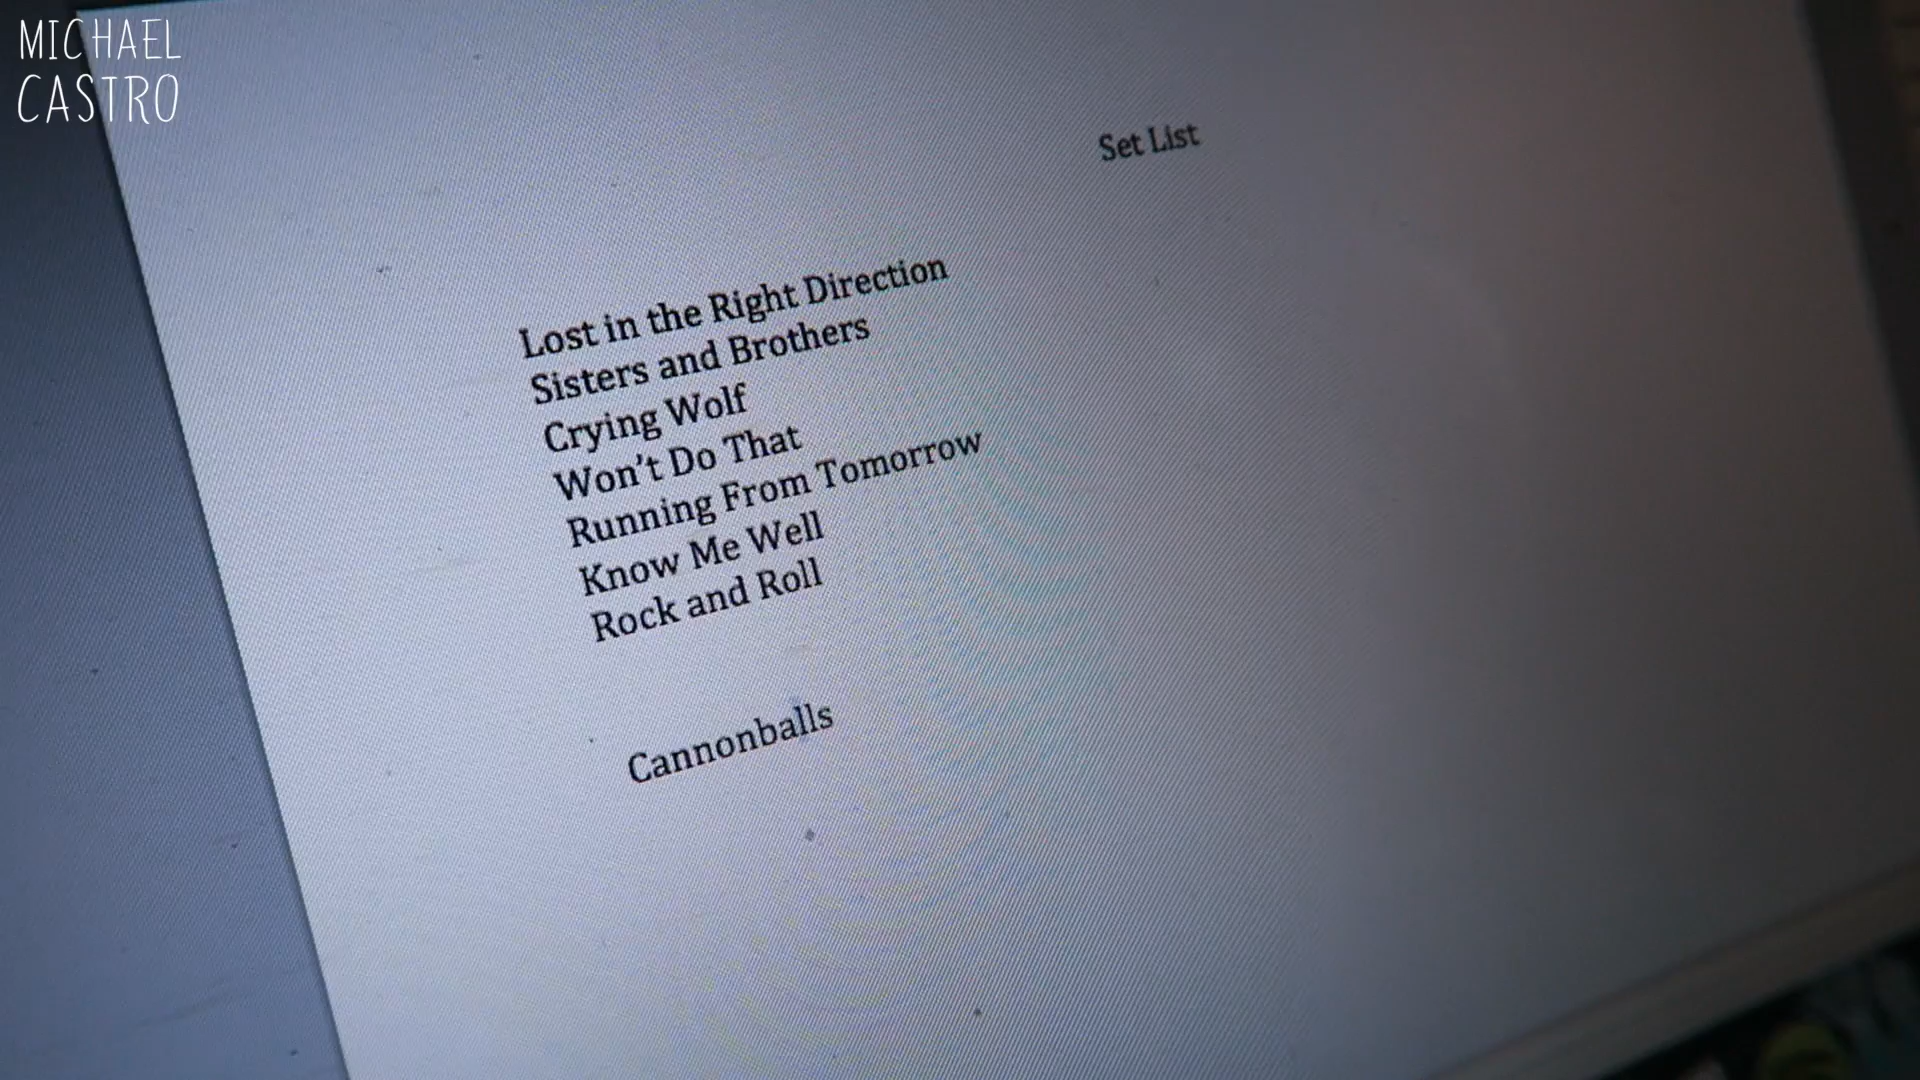 MICHAEL
CASTRO
Set List
Lost in the Right Direction
Sisters and Brothers
Crying Wolf
Won't Do That
Running From Tomorrow
Know Me Well
Rock and Roll
Cannonballs